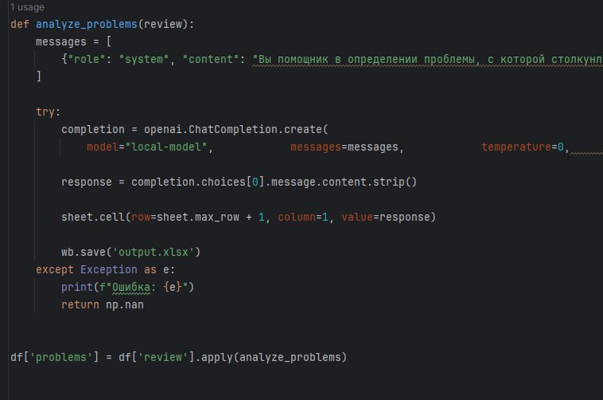 1 usage
def analyze_problems(review):
messages = [
{"role": "system", "content": "Вы помощник в определении проблемы, с которой
]
try:
completion = openai.ChatCompletion.create(
model="local-model", messages=messages, temperature=0,
response = completion.choices[0].message.content.strip()
sheet.cell(row=sheet.max_row + 1, column=1, value=response)
wb.save('output.xlsx')
except Exception as e:
print(f"Ошибка: {e}")
return np.nan
df['problems'] = df['review'].apply(analyze_problems)